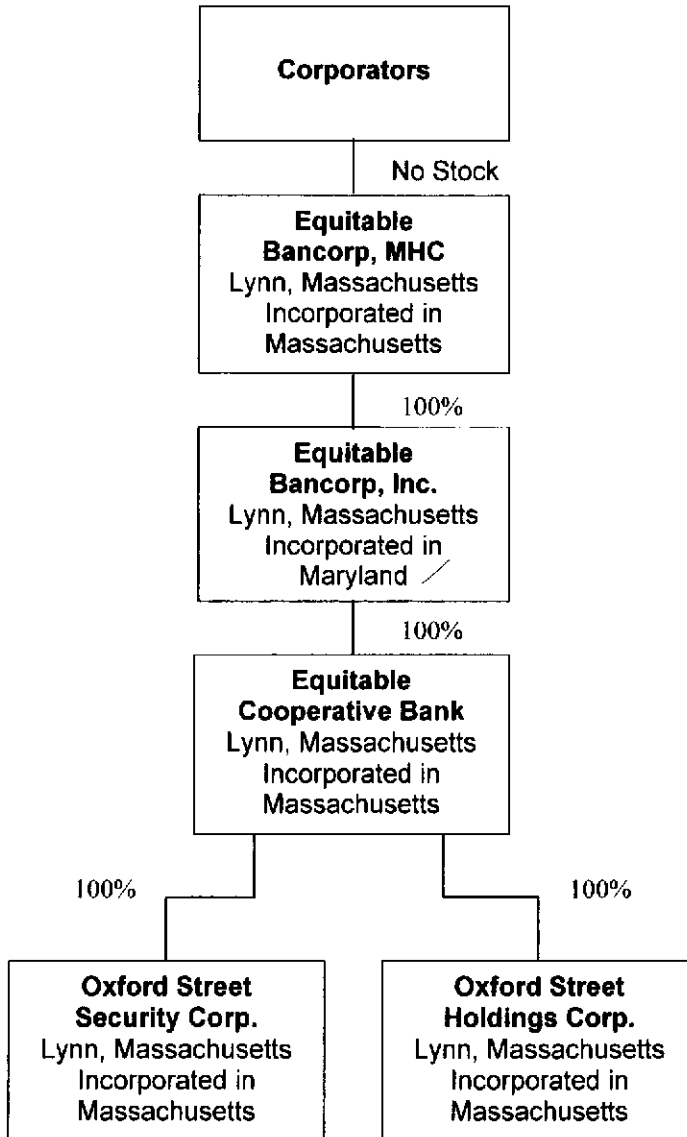 Corporators
No Stock
Equitable
Bancorp, MHC
Lynn, Massachusetts
Incorporated in
Massachusetts
100%
Equitable
Bancorp, Inc.
Lynn, Massachusetts
Incorporated in
Maryland
100%
Equitable
Cooperative Bank
Lynn, Massachusetts
Incorporated in
Massachusetts
100%
100%
Oxford Street
Security Corp.
Lynn, Massachusetts
Incorporated in
Massachusetts
Oxford Street
Holdings Corp.
Lynn, Massachusetts
Incorporated in
Massachusetts